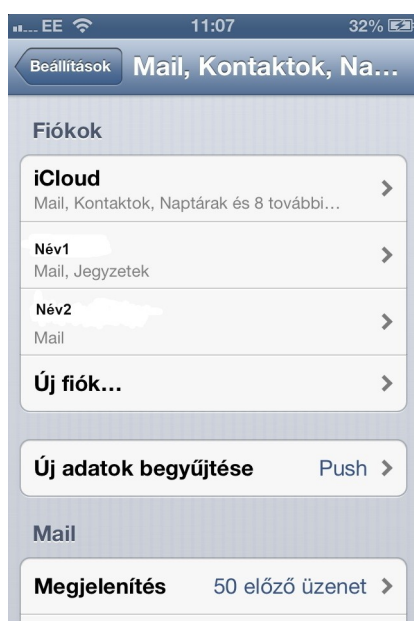 EE 11:07 32%
Beállítások Mail, Kontaktok, Na...
Fiókok
iCloud
Mail, Kontaktok, Naptárak és 8 további...
Név1
Mail, Jegyzetek
Név2
Mail
Új fiók...
Új adatok begyűjtése Push
Mail
Megjelenítés 50 előző üzenet